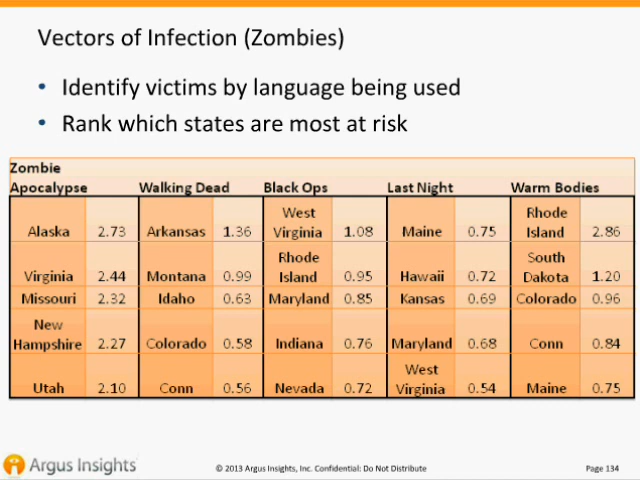 Vectors of Infection (Zombies)
• Identify victims by language being used
• Rank which states are most at risk
Zombie
Apocalypse Walking Dead Black Ops Last Night Warm Bodies
Alaska 2.73 Arkansas 1.36 West Virginia 1.08 Maine 0.75 Rhode Island 2.86
Virginia 2.44 Montana 0.99 Rhode Island 0.95 Hawaii 0.72 South Dakota 1.20
Missouri 2.32 Idaho 0.63 Maryland 0.85 Kansas 0.69 Colorado 0.96
New Hampshire 2.27 Colorado 0.58 Indiana 0.76 Maryland 0.68 Conn 0.84
Utah 2.10 Conn 0.56 Nevada 0.72 West Virginia 0.54 Maine 0.75
Argus Insights © 2013 Argus Insights, Inc. Confidential: Do Not Distribute Page 134